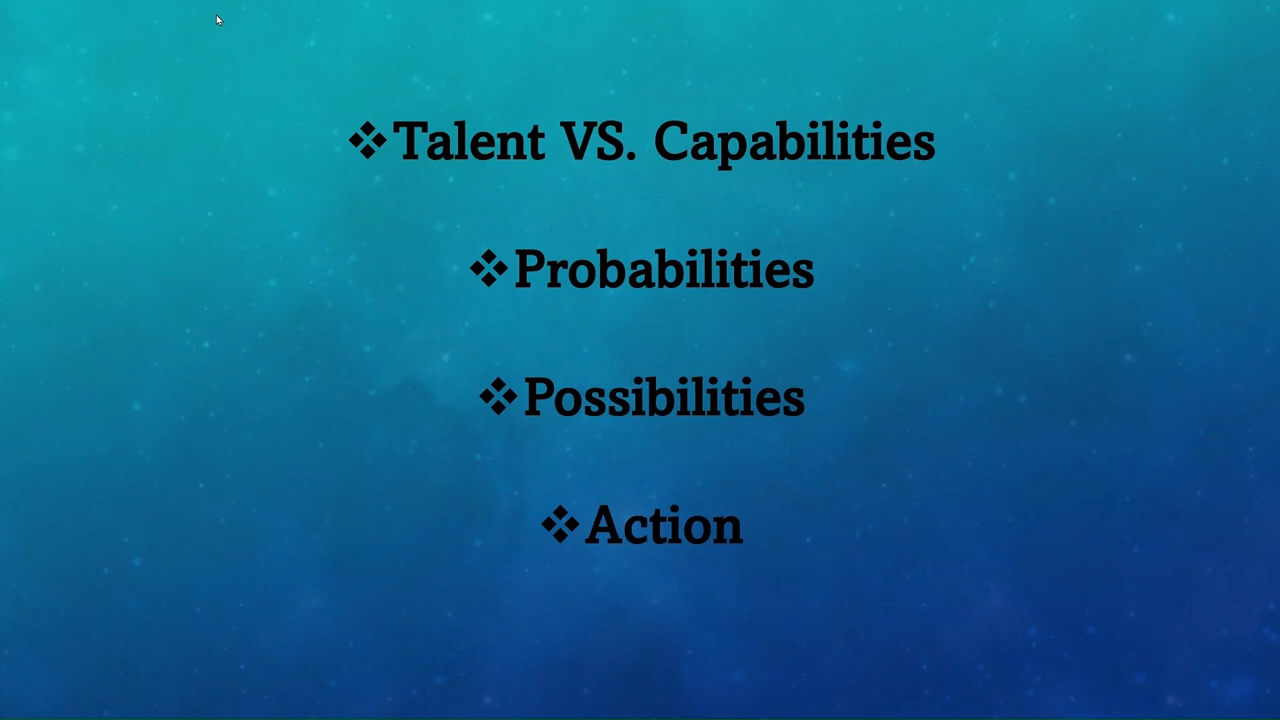 ❖Talent VS. Capabilities
❖Probabilities
❖Possibilities
❖Action